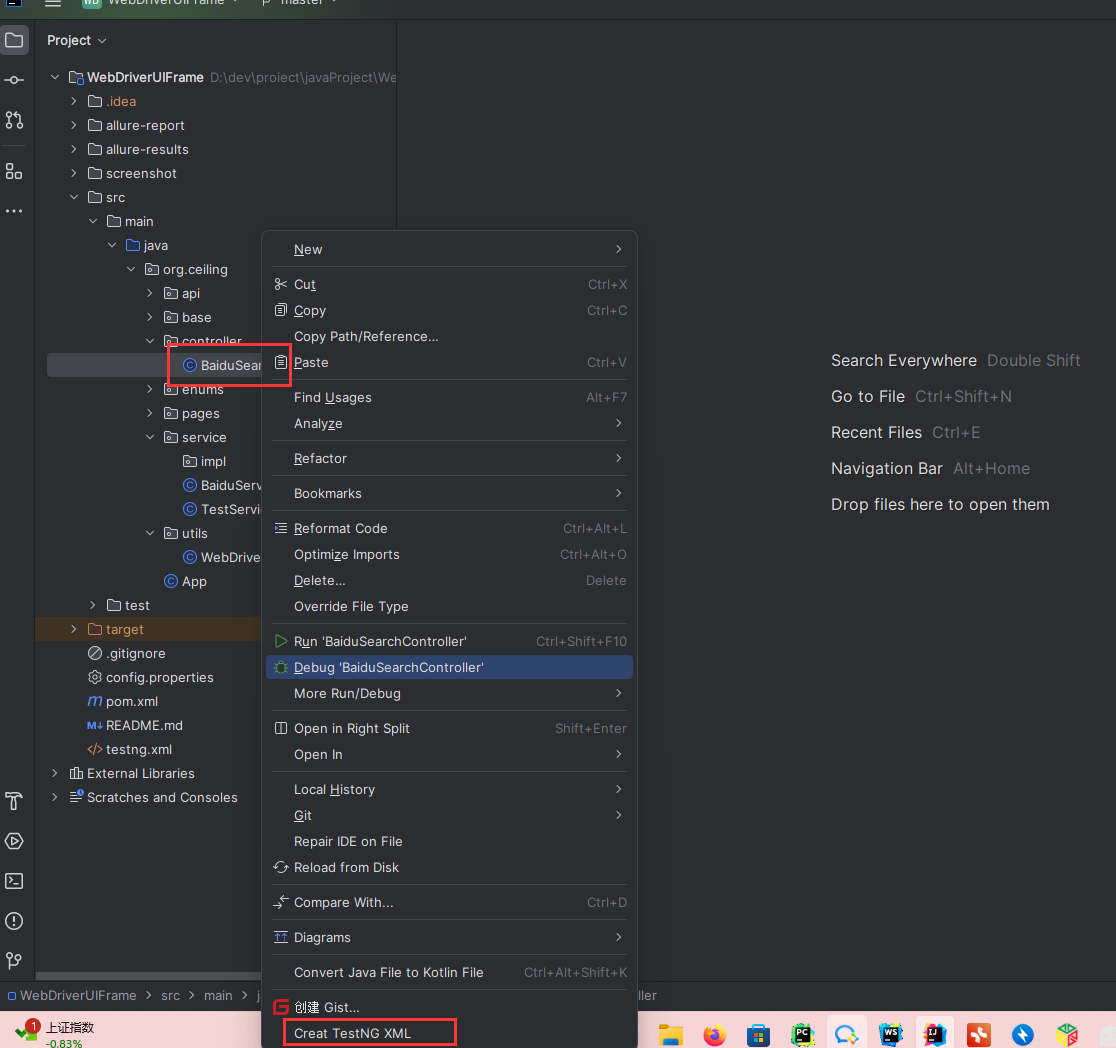 WD WebDriverUIFrame master
Project
WebDriverUIFrame D:\dev\proiect\javaProject\We
.idea
allure-report
allure-results
screenshot
src
main
java
org.ceiling
api
base
controller
BaiduSear
enums
pages
service
impl
BaiduServ
TestServi
utils
WebDrive
App
test
target
.gitignore
config.properties
pom.xml
README.md
testng.xml
External Libraries
Scratches and Consoles
New
Cut Ctrl+X
Copy Ctrl+C
Copy Path/Reference...
Paste Ctrl+V
Find Usages Alt+F7
Analyze
Refactor
Bookmarks
Reformat Code Ctrl+Alt+L
Optimize Imports Ctrl+Alt+O
Delete... Delete
Override File Type
Run 'BaiduSearchController' Ctrl+Shift+F10
Debug 'BaiduSearchController'
More Run/Debug
Open in Right Split Shift+Enter
Open In
Local History
Git
Repair IDE on File
Reload from Disk
Compare With... Ctrl+D
Diagrams
Convert Java File to Kotlin File Ctrl+Alt+Shift+K
创建 Gist...
Creat TestNG XML
Search Everywhere Double Shift
Go to File Ctrl+Shift+N
Recent Files Ctrl+E
Navigation Bar Alt+Home
Drop files here to open them
WebDriverUIFrame > src > main > j
ller
1 上证指数
-0.83%
PC WS IJ